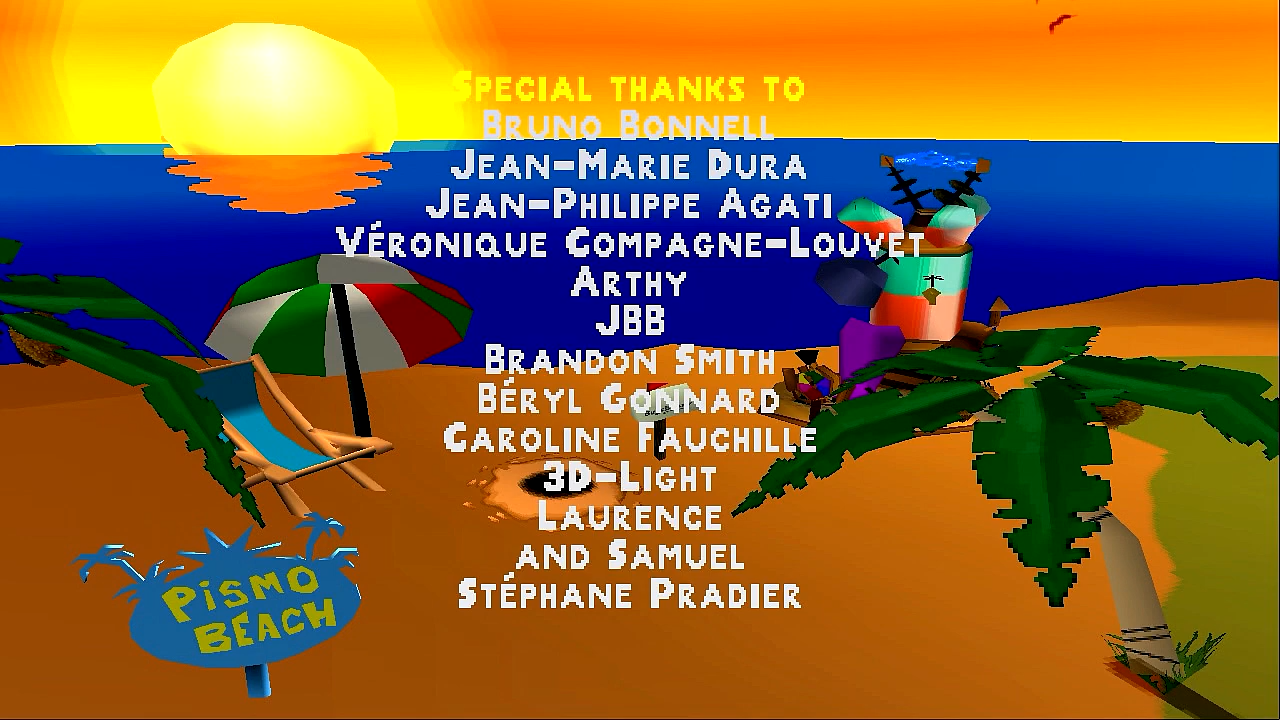 Special thanks to
Bruno Bonnell
Jean-Marie Dura
Jean-Philippe Agati
Véronique Compagne-Louvet
Arthy
JBB
Brandon Smith
Béryl Gonnard
Caroline Fauchille
3D-Light
Laurence
and Samuel
Stéphane Pradier
Pismo
Beach